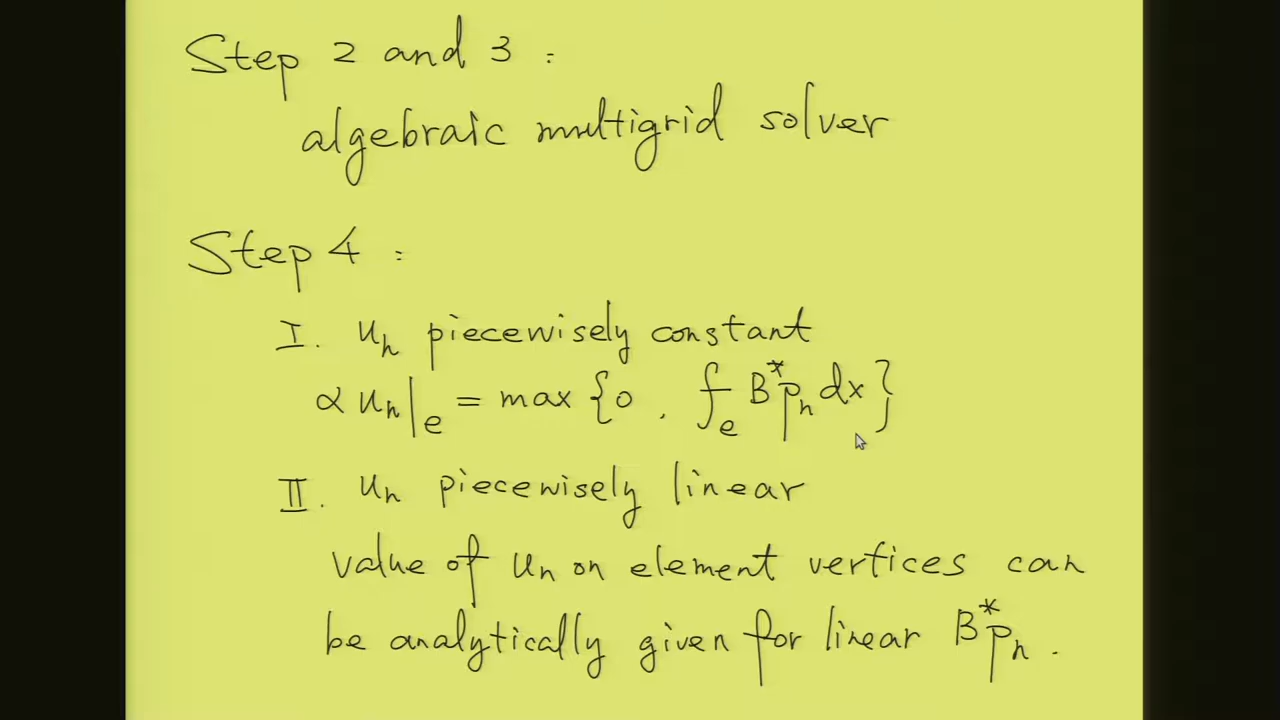 Step 2 and 3 :
algebraic multigrid solver
Step 4 :
I. u_h piecewisely constant
α u_h|_e = max {0 , ∫_e B*p_h dx}
II. u_h piecewisely linear
value of u_h on element vertices can
be analytically given for linear B*p_h .